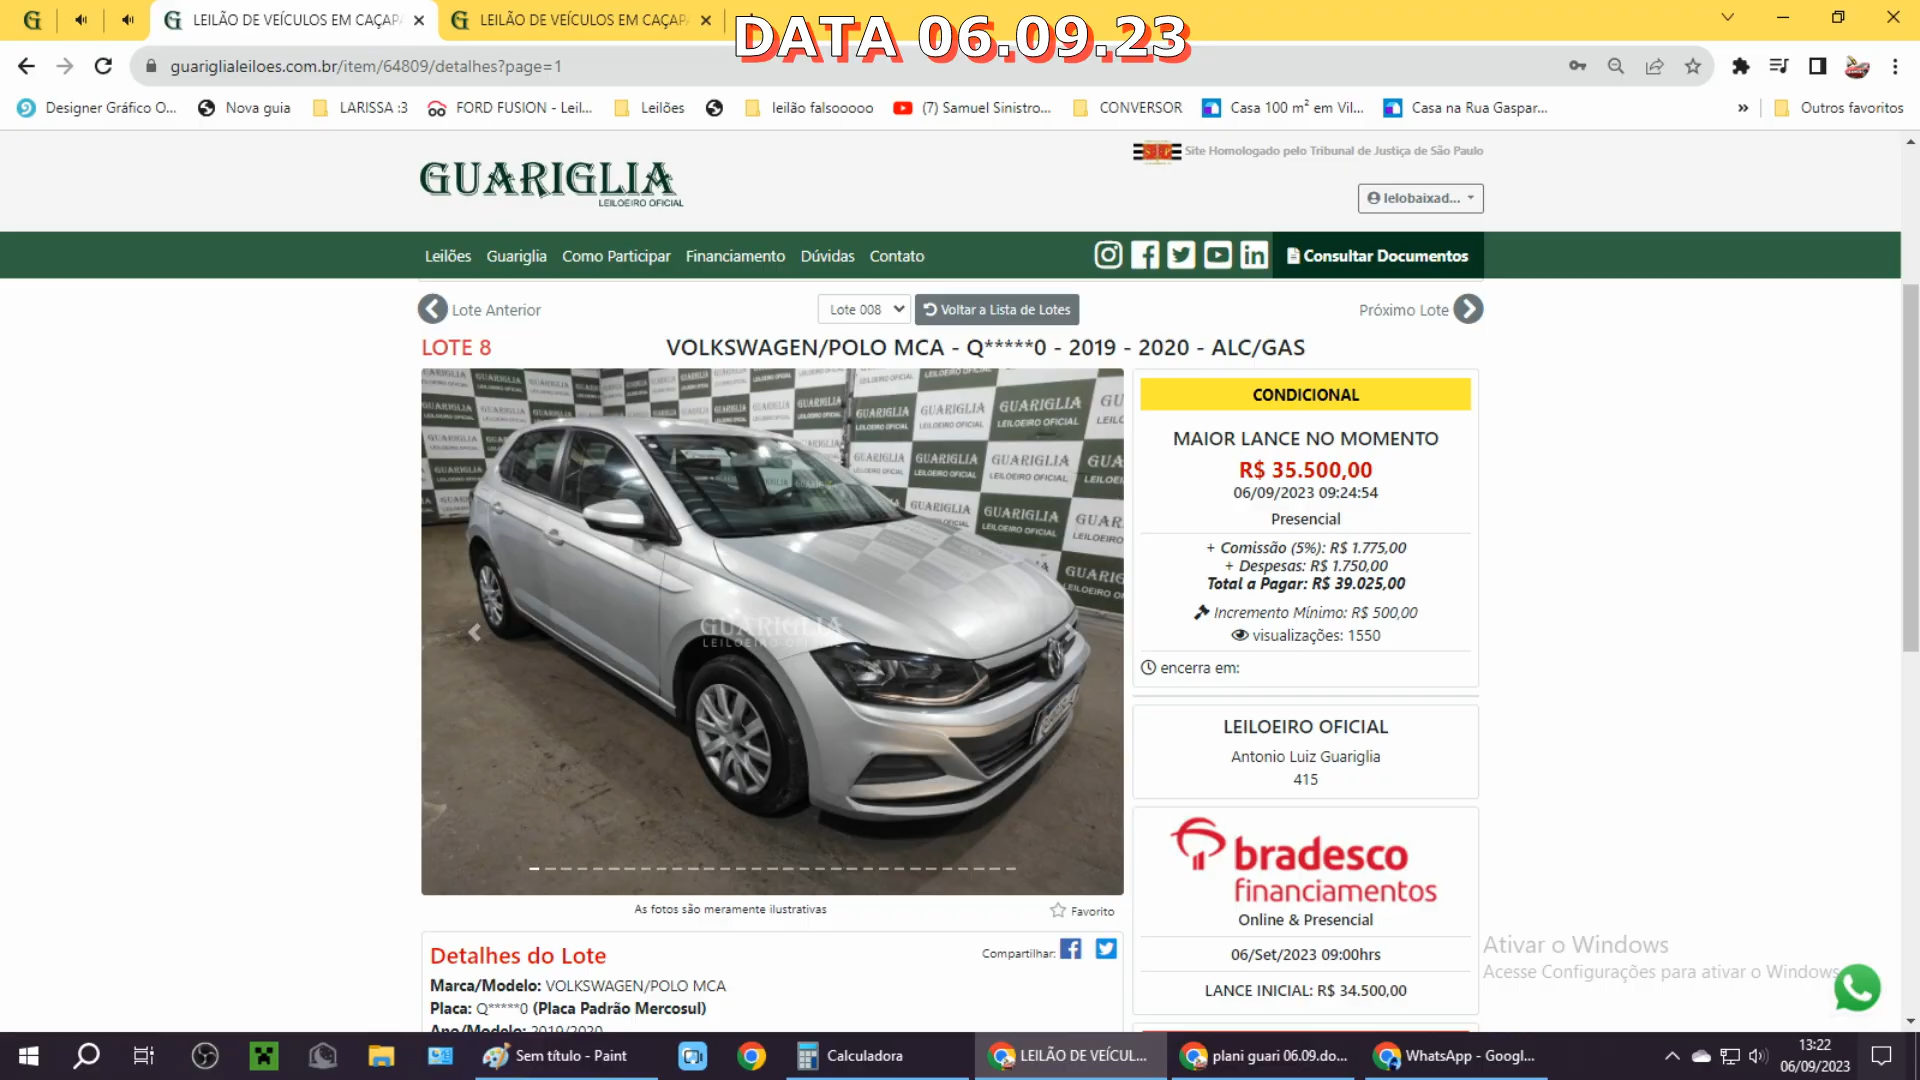 DATA 06.09.23
LEILÃO DE VEÍCULOS EM CAÇAPA
LEILÃO DE VEÍCULOS EM CAÇAPA
guariglialeiloes.com.br/item/64809/detalhes?page=1
Designer Gráfico O...
Nova guia
LARISSA :3
FORD FUSION - Leil...
Leilões
leilão falsooooo
(7) Samuel Sinistro...
CONVERSOR
Casa 100 m² em Vil...
Casa na Rua Gaspar...
»
Outros favoritos
GUARIGLIA
LEILOEIRO OFICIAL
Site Homologado pelo Tribunal de Justiça de São Paulo
lelobaixad...
Leilões
Guariglia
Como Participar
Financiamento
Dúvidas
Contato
Consultar Documentos
Lote Anterior
Lote 008
Voltar a Lista de Lotes
Próximo Lote
LOTE 8
VOLKSWAGEN/POLO MCA - Q*****0 - 2019 - 2020 - ALC/GAS
GUARIGLIA
LEILOEIRO OFICIAL
CONDICIONAL
MAIOR LANCE NO MOMENTO
R$ 35.500,00
06/09/2023 09:24:54
Presencial
+ Comissão (5%): R$ 1.775,00
+ Despesas: R$ 1.750,00
Total a Pagar: R$ 39.025,00
Incremento Mínimo: R$ 500,00
visualizações: 1550
encerra em:
LEILOEIRO OFICIAL
Antonio Luiz Guariglia
415
bradesco
financiamentos
Online & Presencial
06/Set/2023 09:00hrs
LANCE INICIAL: R$ 34.500,00
As fotos são meramente ilustrativas
Favorito
Detalhes do Lote
Compartilhar:
Marca/Modelo: VOLKSWAGEN/POLO MCA
Placa: Q*****0 (Placa Padrão Mercosul)
Ano/Modelo: 2019/2020
Ativar o Windows
Acesse Configurações para ativar o Windows
Sem título - Paint
Calculadora
LEILÃO DE VEÍCUL...
plani guari 06.09.do...
WhatsApp - Googl...
13:22
06/09/2023